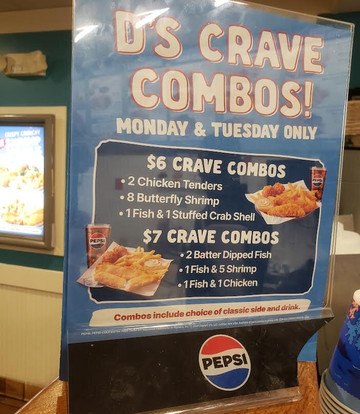 D'S CRAVE
COMBOS!
MONDAY & TUESDAY ONLY
$6 CRAVE COMBOS
• 2 Chicken Tenders
• 8 Butterfly Shrimp
• 1 Fish & 1 Stuffed Crab Shell
$7 CRAVE COMBOS
• 2 Batter Dipped Fish
• 1 Fish & 5 Shrimp
• 1 Fish & 1 Chicken
PEPSI
Combos include choice of classic side and drink.
PEPSI